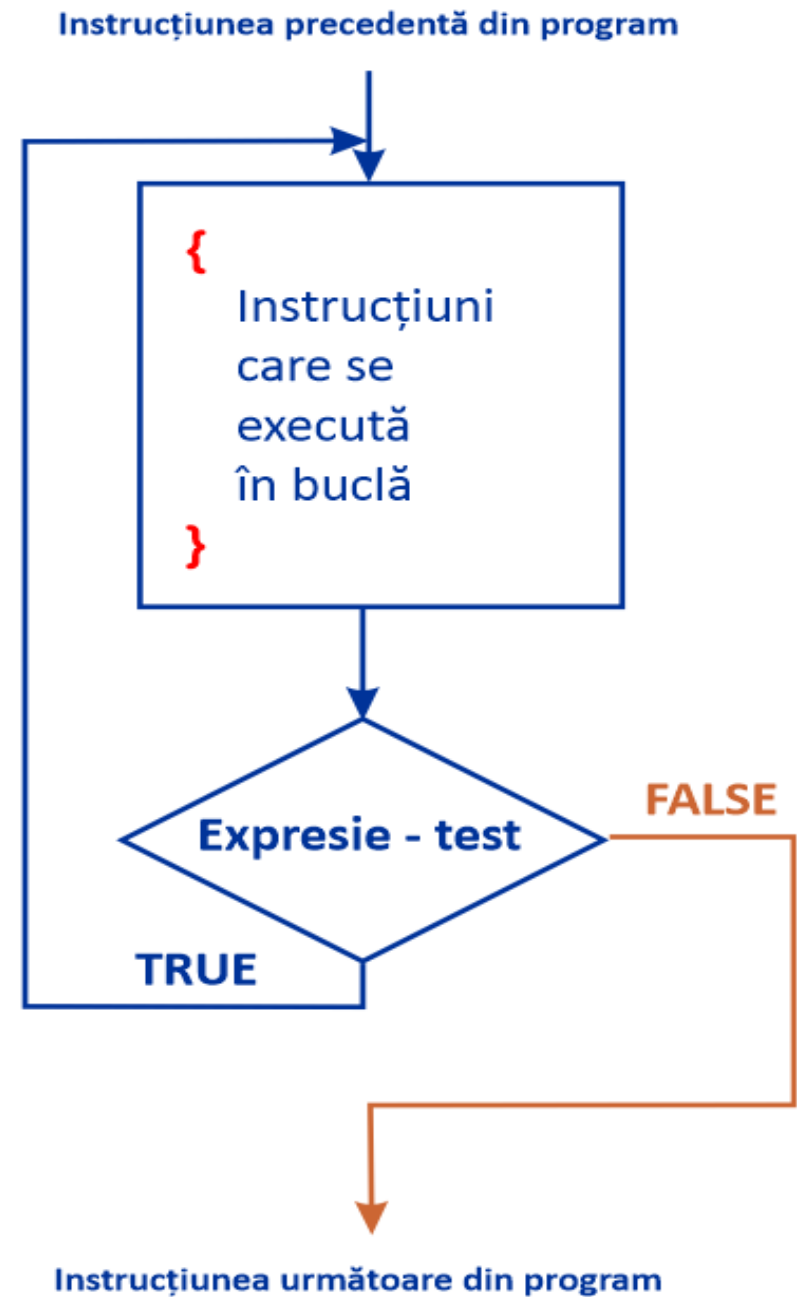 Instrucțiunea precedentă din program
{
Instrucțiuni
care se
execută
în buclă
}
Expresie - test
FALSE
TRUE
Instrucțiunea următoare din program